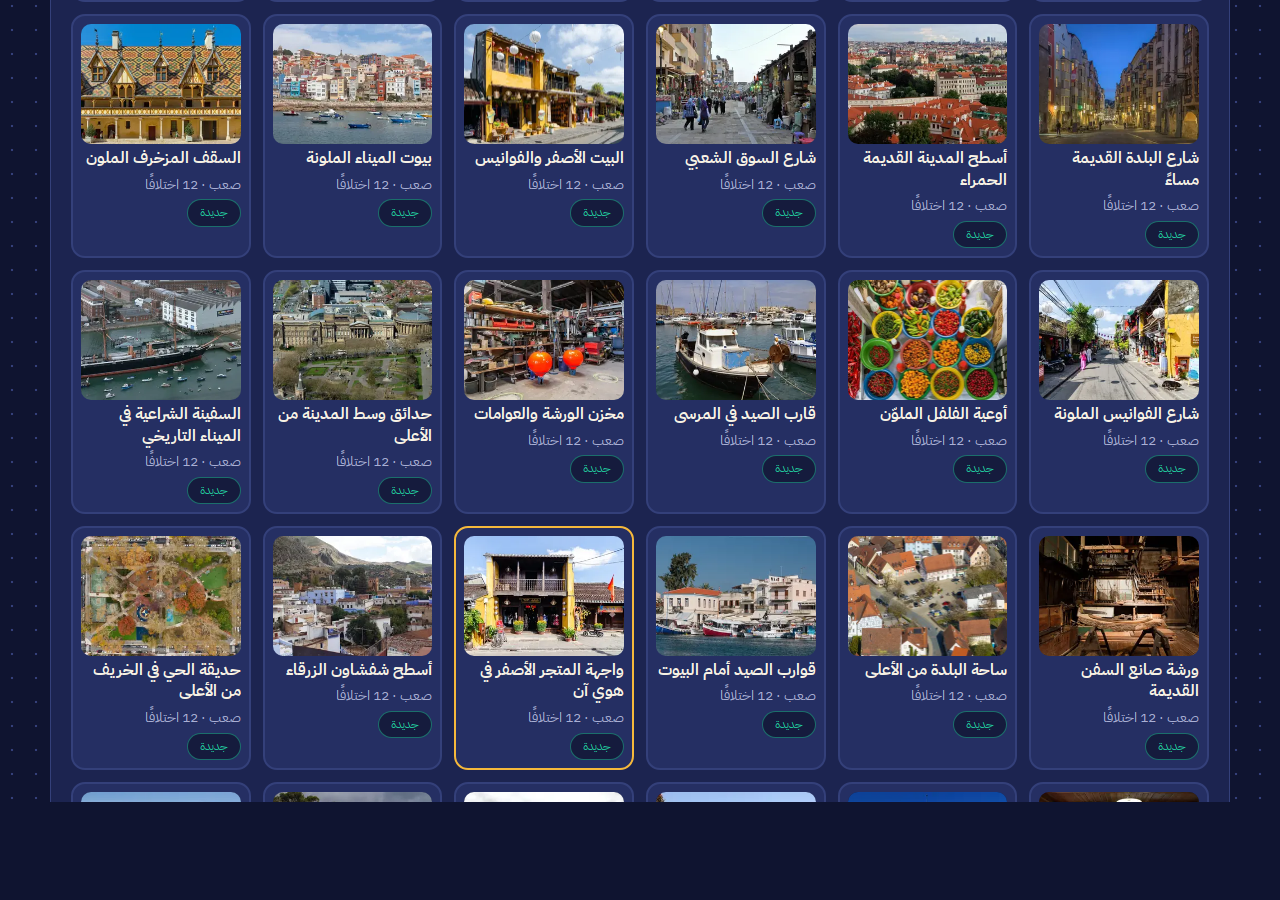 شارع البلدة القديمة
مساءً
صعب · 12 اختلافًا
جديدة
أسطح المدينة القديمة
الحمراء
صعب · 12 اختلافًا
جديدة
شارع السوق الشعبي
صعب · 12 اختلافًا
جديدة
البيت الأصفر والفوانيس
صعب · 12 اختلافًا
جديدة
بيوت الميناء الملونة
صعب · 12 اختلافًا
جديدة
السقف المزخرف الملون
صعب · 12 اختلافًا
جديدة
شارع الفوانيس الملونة
صعب · 12 اختلافًا
جديدة
أوعية الفلفل الملوّن
صعب · 12 اختلافًا
جديدة
قارب الصيد في المرسى
صعب · 12 اختلافًا
جديدة
مخزن الورشة والعوامات
صعب · 12 اختلافًا
جديدة
حدائق وسط المدينة من
الأعلى
صعب · 12 اختلافًا
جديدة
السفينة الشراعية في
الميناء التاريخي
صعب · 12 اختلافًا
جديدة
ورشة صانع السفن
القديمة
صعب · 12 اختلافًا
جديدة
ساحة البلدة من الأعلى
صعب · 12 اختلافًا
جديدة
قوارب الصيد أمام البيوت
صعب · 12 اختلافًا
جديدة
واجهة المتجر الأصفر في
هوي آن
صعب · 12 اختلافًا
جديدة
أسطح شفشاون الزرقاء
صعب · 12 اختلافًا
جديدة
حديقة الحي في الخريف
من الأعلى
صعب · 12 اختلافًا
جديدة